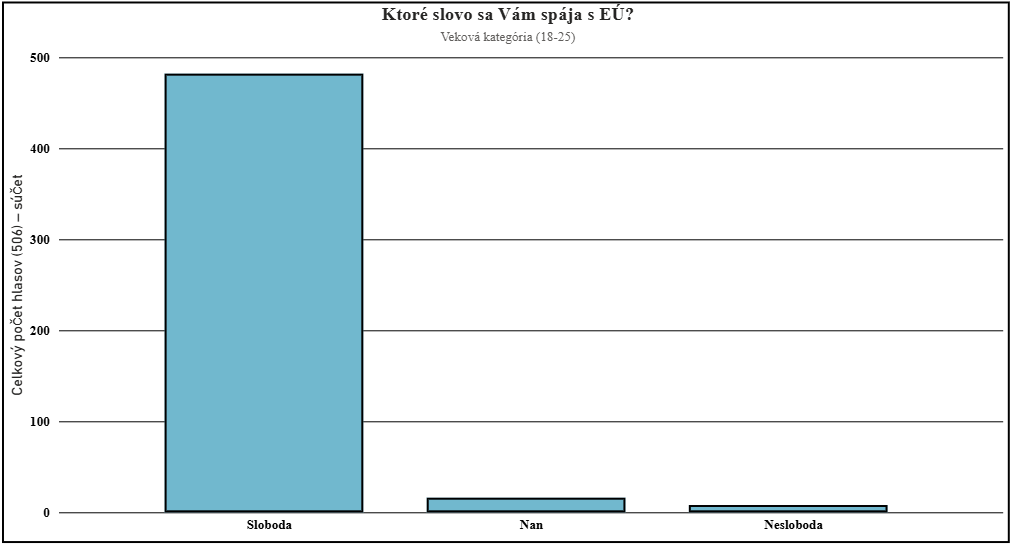 Ktoré slovo sa Vám spája s EÚ?
Veková kategória (18-25)
Celkový počet hlasov (506) – súčet
500
400
300
200
100
0
Sloboda
Nan
Nesloboda